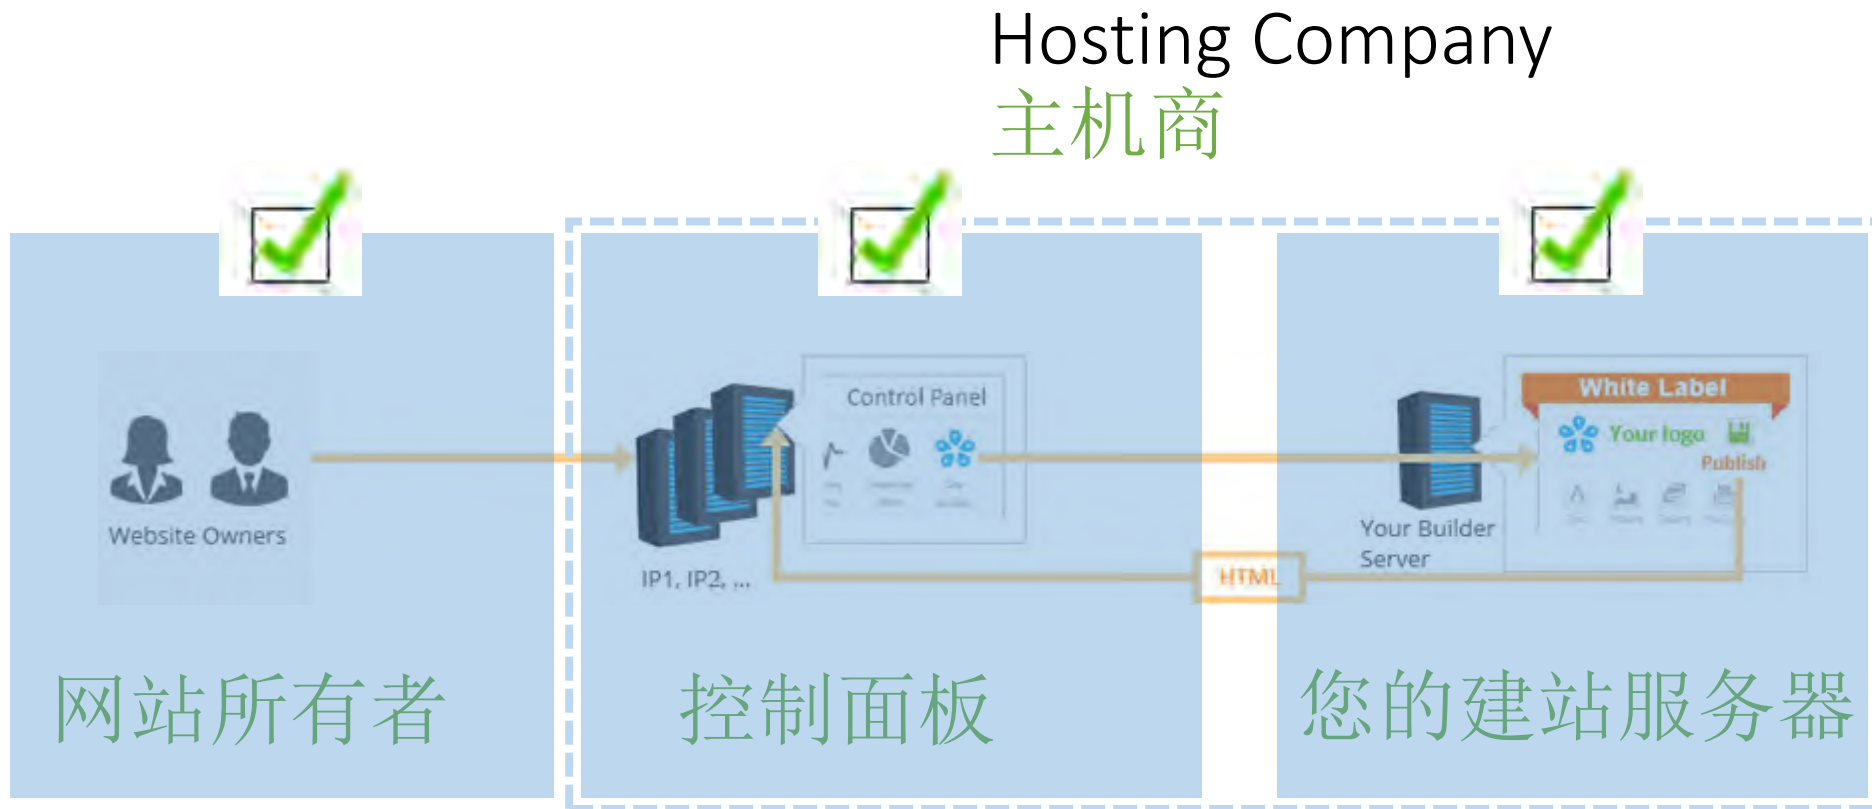 Hosting Company
主机商
Control Panel
White Label
Your logo
Publish
Website Owners
Your Builder
Server
IP1, IP2, ...
HTML
网站所有者
控制面板
您的建站服务器